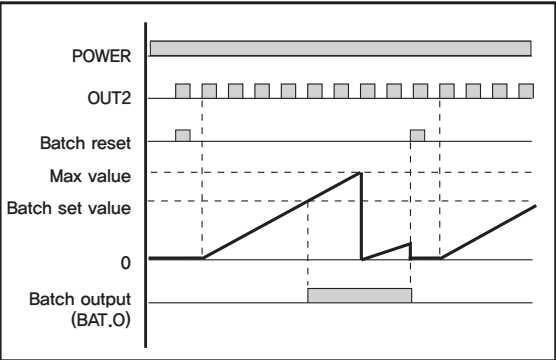 POWER
OUT2
Batch reset
Max value
Batch set value
0
Batch output
(BAT.O)